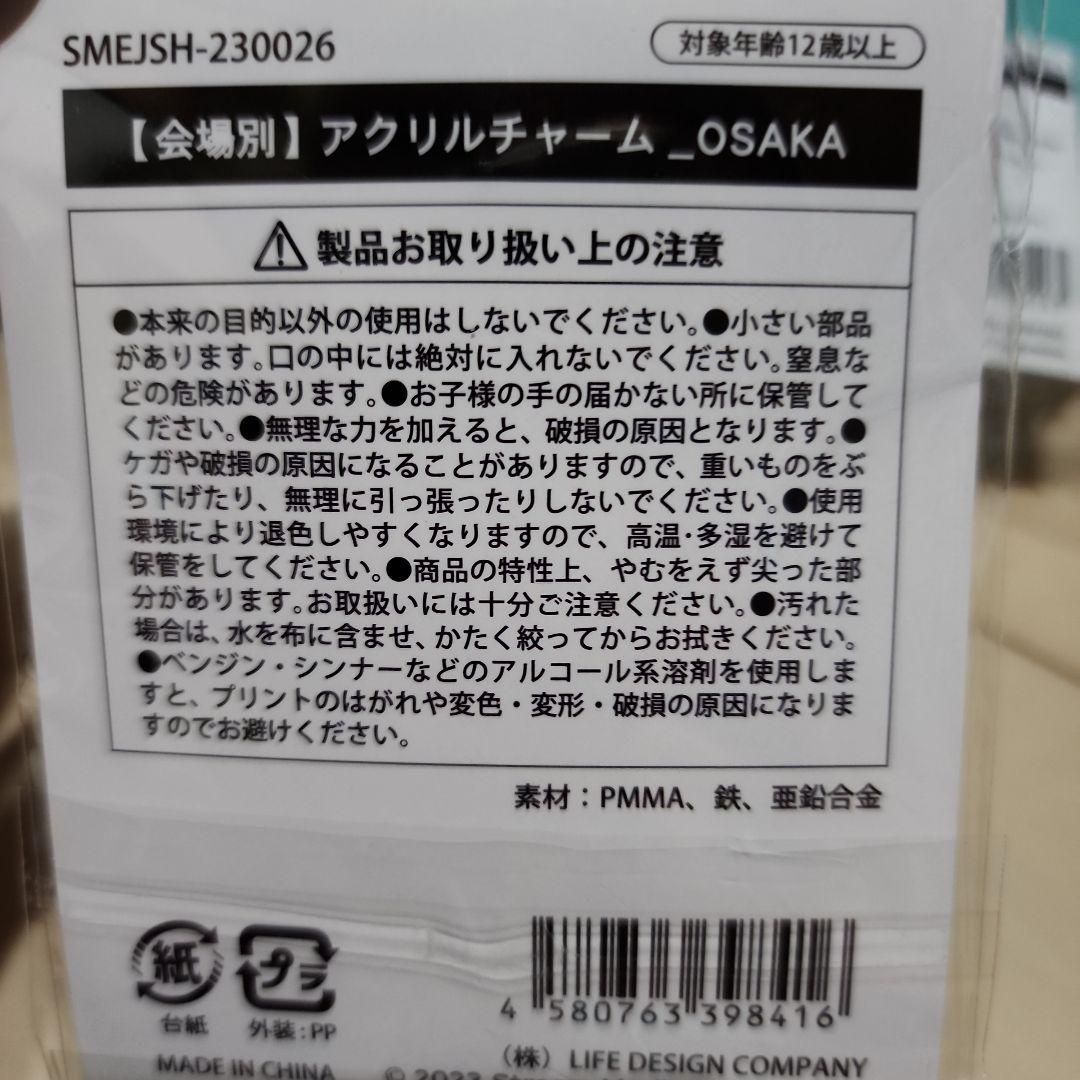 SMEJSH-230026
対象年齢12歳以上
【会場別】アクリルチャーム_OSAKA
製品お取り扱い上の注意
●本来の目的以外の使用はしないでください。●小さい部品
があります。口の中には絶対に入れないでください。窒息な
どの危険があります。●お子様の手の届かない所に保管して
ください。●無理な力を加えると、破損の原因となります。●
ケガや破損の原因になることがありますので、重いものをぶ
ら下げたり、無理に引っ張ったりしないでください。●使用
環境により退色しやすくなりますので、高温・多湿を避けて
保管をしてください。●商品の特性上、やむをえず尖った部
分があります。お取扱いには十分ご注意ください。●汚れた
場合は、水を布に含ませ、かたく絞ってからお拭きください。
●ベンジン・シンナーなどのアルコール系溶剤を使用しま
すと、プリントのはがれや変色・変形・破損の原因になりま
すのでお避けください。
素材：PMMA、鉄、亜鉛合金
紙
プラ
台紙
外装：PP
4 580763 398416
MADE IN CHINA
（株）LIFE DESIGN COMPANY
© 2023